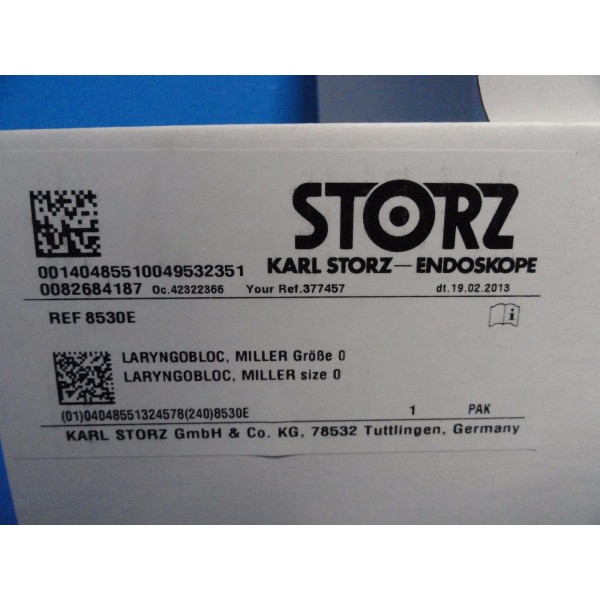 STORZ
KARL STORZ—ENDOSKOPE
00140485510049532351
0082684187 Oc.42322366 Your Ref.377457 dt.19.02.2013
REF 8530E
LARYNGOBLOC, MILLER Größe 0
LARYNGOBLOC, MILLER size 0
(01)04048551324578(240)8530E 1 PAK
KARL STORZ GmbH & Co. KG, 78532 Tuttlingen, Germany